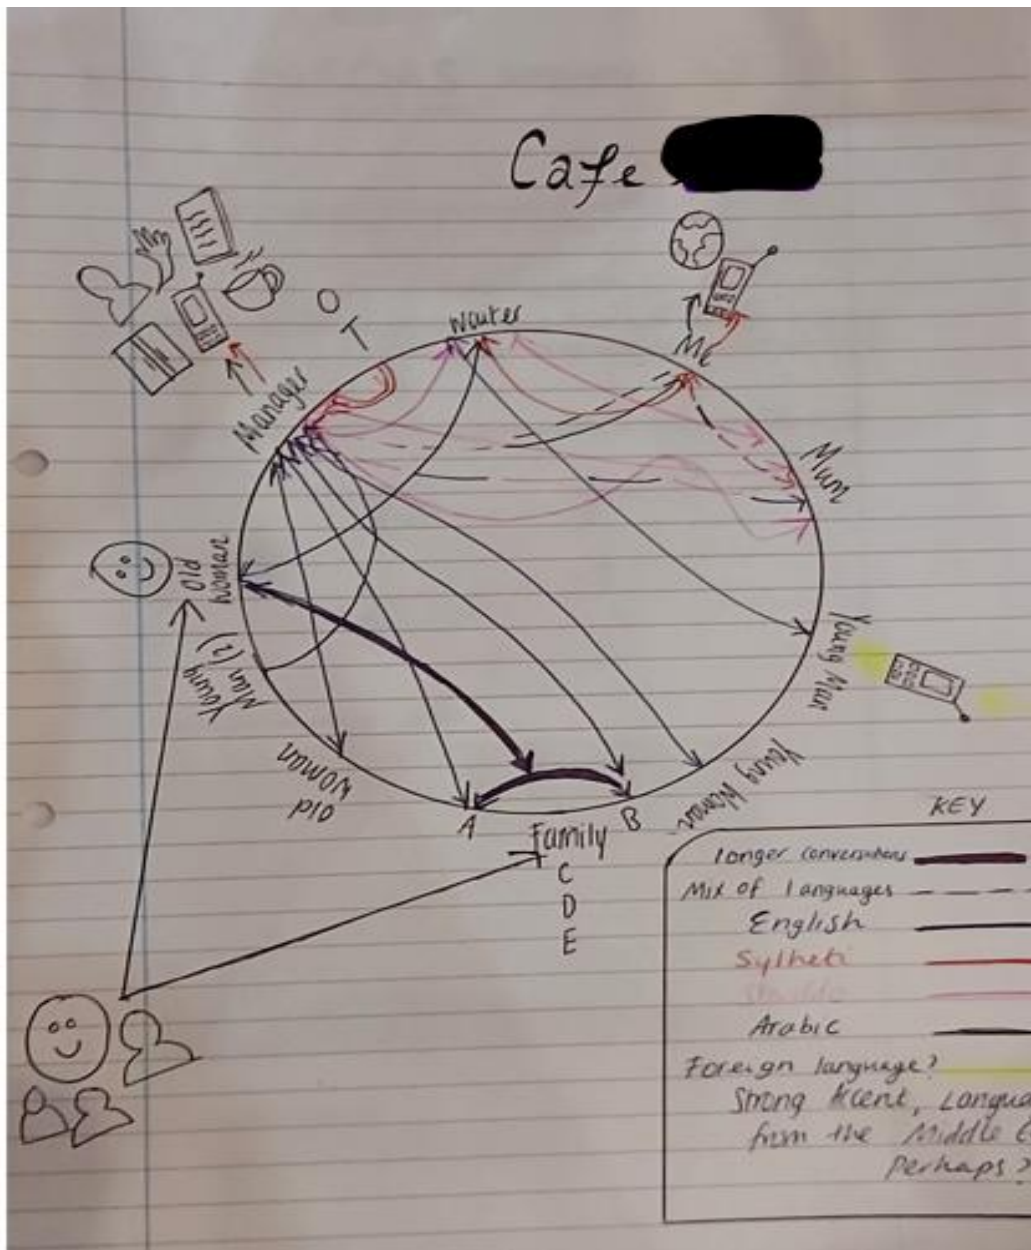 Cafe
O
T
Waiter
Me
Manager
Mum
Old
Woman
Young
Man (2)
Young Man
old
Woman
Young Woman
A
B
Family
C
D
E
KEY
longer conversations
Mix of languages
English
Sylheti
Arabic
Foreign language?
Strong Accent,
from the Middle
Perhaps?